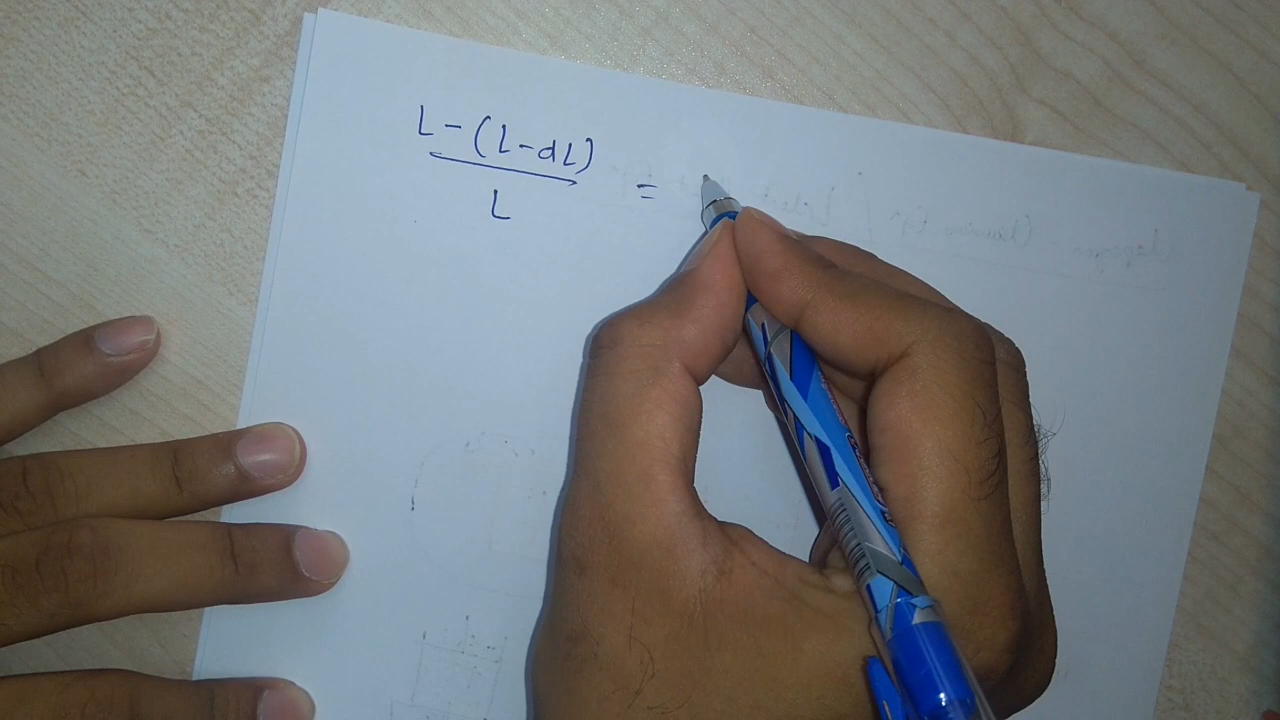 L - (L - dL)
L =